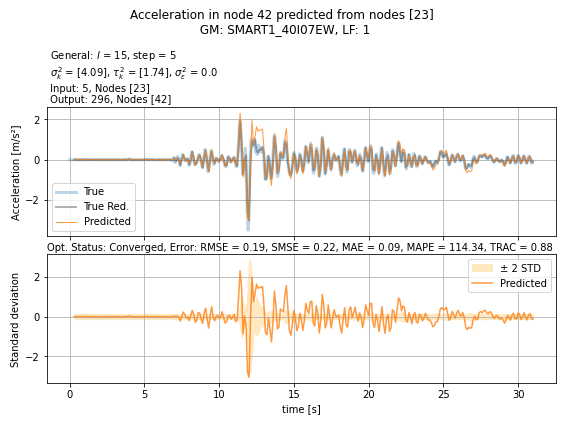 Acceleration in node 42 predicted from nodes [23]
GM: SMART1_40I07EW, LF: 1
General: l = 15, step = 5
σ²ₖ = [4.09], τ²ₖ = [1.74], σ²ₑ = 0.0
Input: 5, Nodes [23]
Output: 296, Nodes [42]
Acceleration [m/s²]
2
0
−2
True
True Red.
Predicted
Opt. Status: Converged, Error: RMSE = 0.19, SMSE = 0.22, MAE = 0.09, MAPE = 114.34, TRAC = 0.88
Standard deviation
2
0
−2
± 2 STD
Predicted
0 5 10 15 20 25 30
time [s]